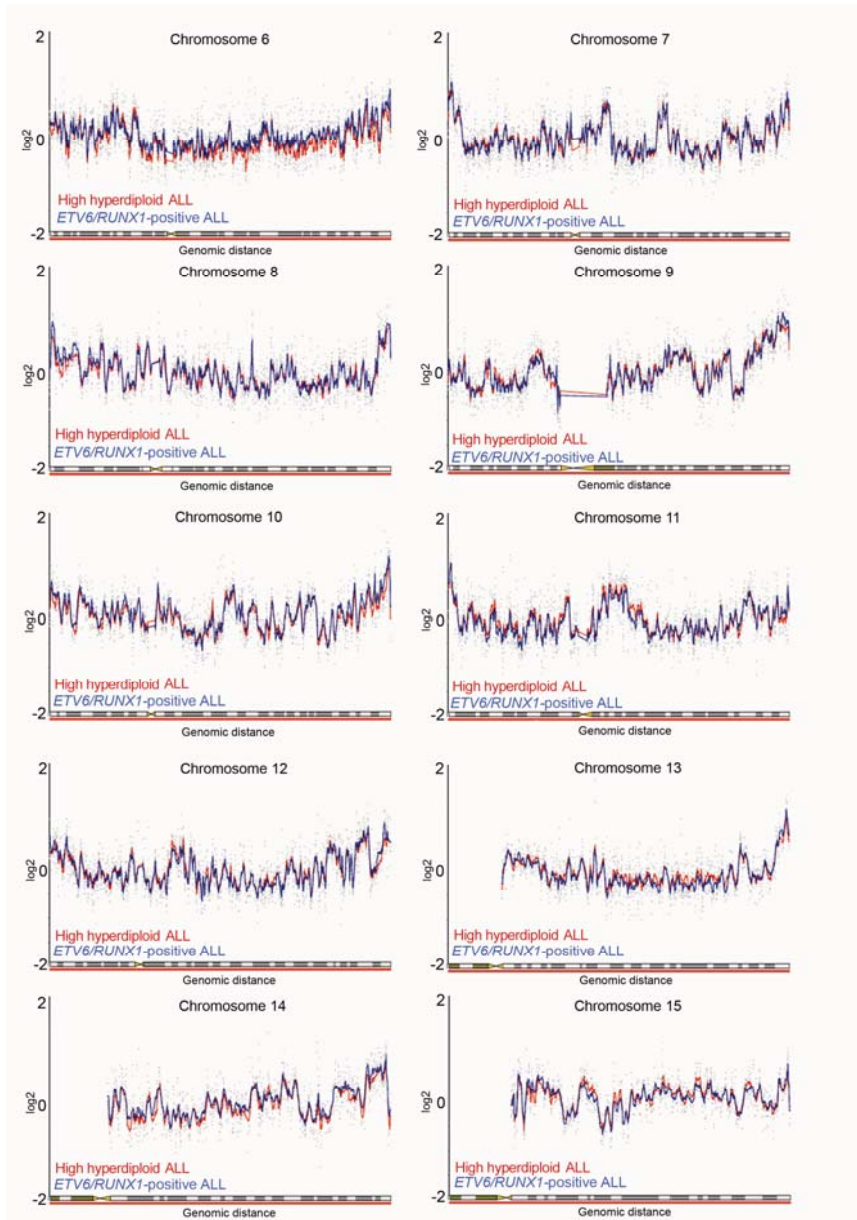 2
Chromosome 6
log2
0
High hyperdiploid ALL
ETV6/RUNX1-positive ALL
-2
Genomic distance
2
Chromosome 7
log2
0
High hyperdiploid ALL
ETV6/RUNX1-positive ALL
-2
Genomic distance
2
Chromosome 8
log2
0
High hyperdiploid ALL
ETV6/RUNX1-positive ALL
-2
Genomic distance
2
Chromosome 9
log2
0
High hyperdiploid ALL
ETV6/RUNX1-positive ALL
-2
Genomic distance
2
Chromosome 10
log2
0
High hyperdiploid ALL
ETV6/RUNX1-positive ALL
-2
Genomic distance
2
Chromosome 11
log2
0
High hyperdiploid ALL
ETV6/RUNX1-positive ALL
-2
Genomic distance
2
Chromosome 12
log2
0
High hyperdiploid ALL
ETV6/RUNX1-positive ALL
-2
Genomic distance
2
Chromosome 13
log2
0
High hyperdiploid ALL
ETV6/RUNX1-positive ALL
-2
Genomic distance
2
Chromosome 14
log2
0
High hyperdiploid ALL
ETV6/RUNX1-positive ALL
-2
Genomic distance
2
Chromosome 15
log2
0
High hyperdiploid ALL
ETV6/RUNX1-positive ALL
-2
Genomic distance